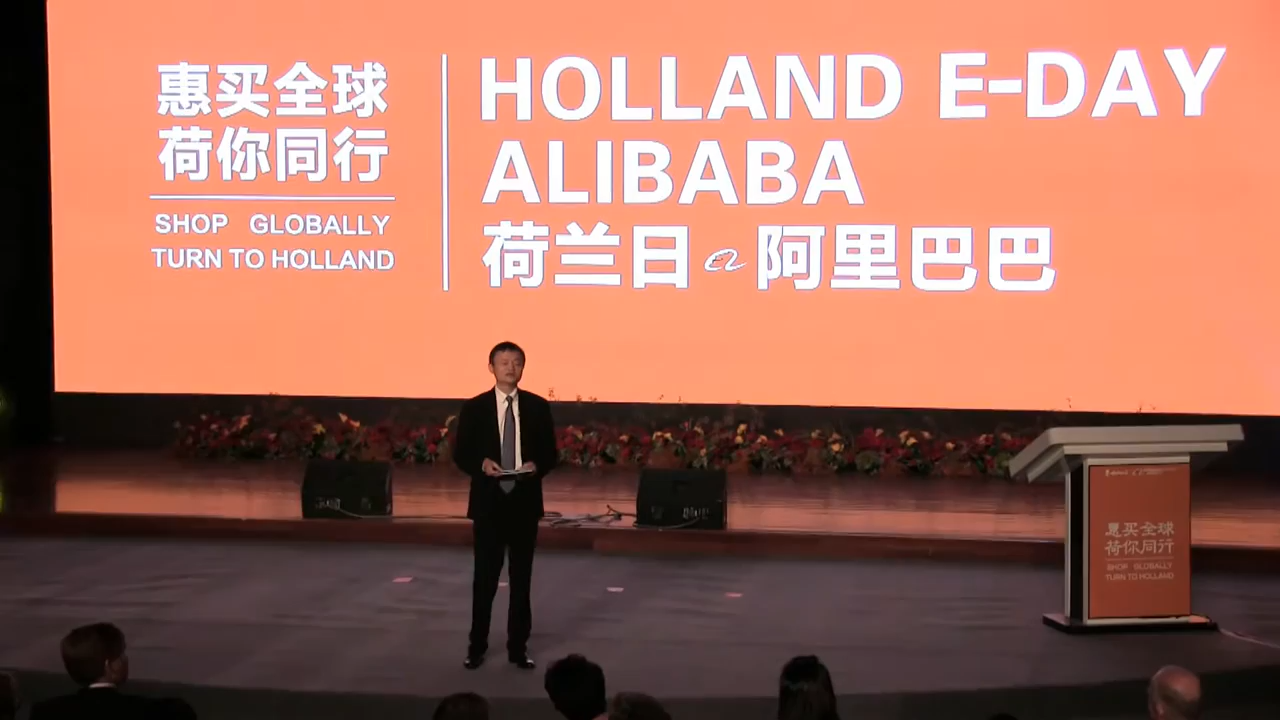 惠买全球
荷你同行
SHOP GLOBALLY
TURN TO HOLLAND
HOLLAND E-DAY
ALIBABA
荷兰日 阿里巴巴
惠买全球
荷你同行
SHOP GLOBALLY
TURN TO HOLLAND